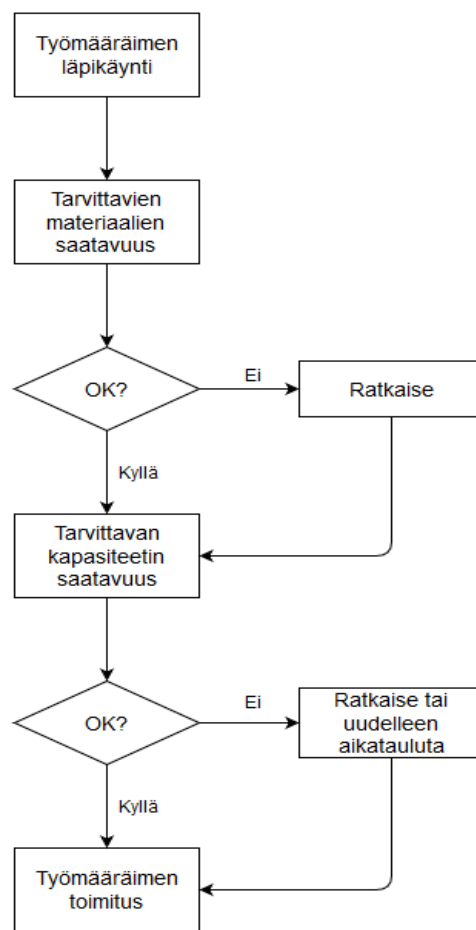 Työmääräimen
läpikäynti
Tarvittavien
materiaalien
saatavuus
OK?
Ei
Ratkaise
Kyllä
Tarvittavan
kapasiteetin
saatavuus
OK?
Ei
Ratkaise tai
uudelleen
aikatauluta
Kyllä
Työmääräimen
toimitus